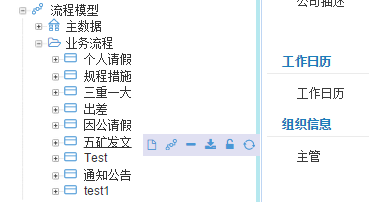 流程模型
主数据
业务流程
个人请假
规程措施
三重一大
出差
因公请假
五矿发文
Test
通知公告
test1
公司描述
工作日历
工作日历
组织信息
主管